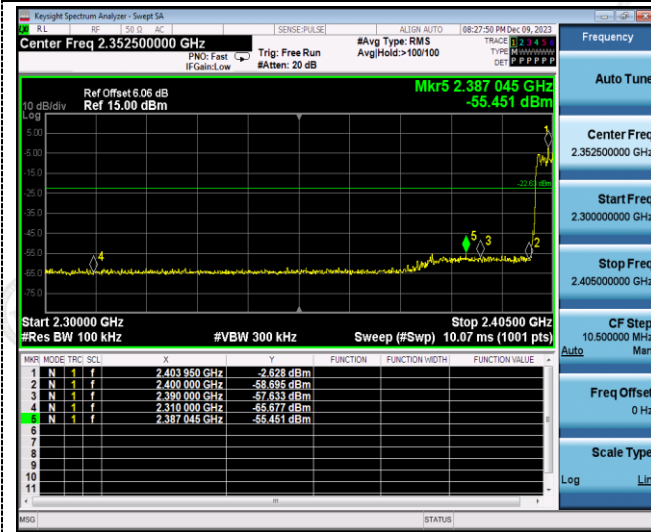 Keysight Spectrum Analyzer - Swept SA
RL RF 50 Ω AC SENSE:PULSE ALIGN AUTO 08:27:50 PM Dec 09, 2023
Center Freq 2.352500000 GHz
PNO: Fast
IFGain:Low
Trig: Free Run
#Atten: 20 dB
#Avg Type: RMS
Avg|Hold:>100/100
TRACE 1 2 3 4 5 6
TYPE M WWWWW
DET P P P P P P
Ref Offset 6.06 dB
10 dB/div Ref 15.00 dBm
Log
Mkr5 2.387 045 GHz
-55.451 dBm
5.00
-5.00
-15.0
-25.0
-35.0
-45.0
-55.0
-65.0
-75.0
1
2
3
4
5
Start 2.30000 GHz Stop 2.40500 GHz
#Res BW 100 kHz #VBW 300 kHz Sweep (#Swp) 10.07 ms (1001 pts)
MKR MODE TRC SCL X Y FUNCTION FUNCTION WIDTH FUNCTION VALUE
1 N 1 f 2.403 950 GHz -2.628 dBm
2 N 1 f 2.400 000 GHz -58.695 dBm
3 N 1 f 2.390 000 GHz -57.633 dBm
4 N 1 f 2.310 000 GHz -65.677 dBm
5 N 1 f 2.387 045 GHz -55.451 dBm
6
7
8
9
10
11
MSG STATUS
Frequency
Auto Tune
Center Freq
2.352500000 GHz
Start Freq
2.300000000 GHz
Stop Freq
2.405000000 GHz
CF Step
10.500000 MHz
Auto Man
Freq Offset
0 Hz
Scale Type
Log Lin